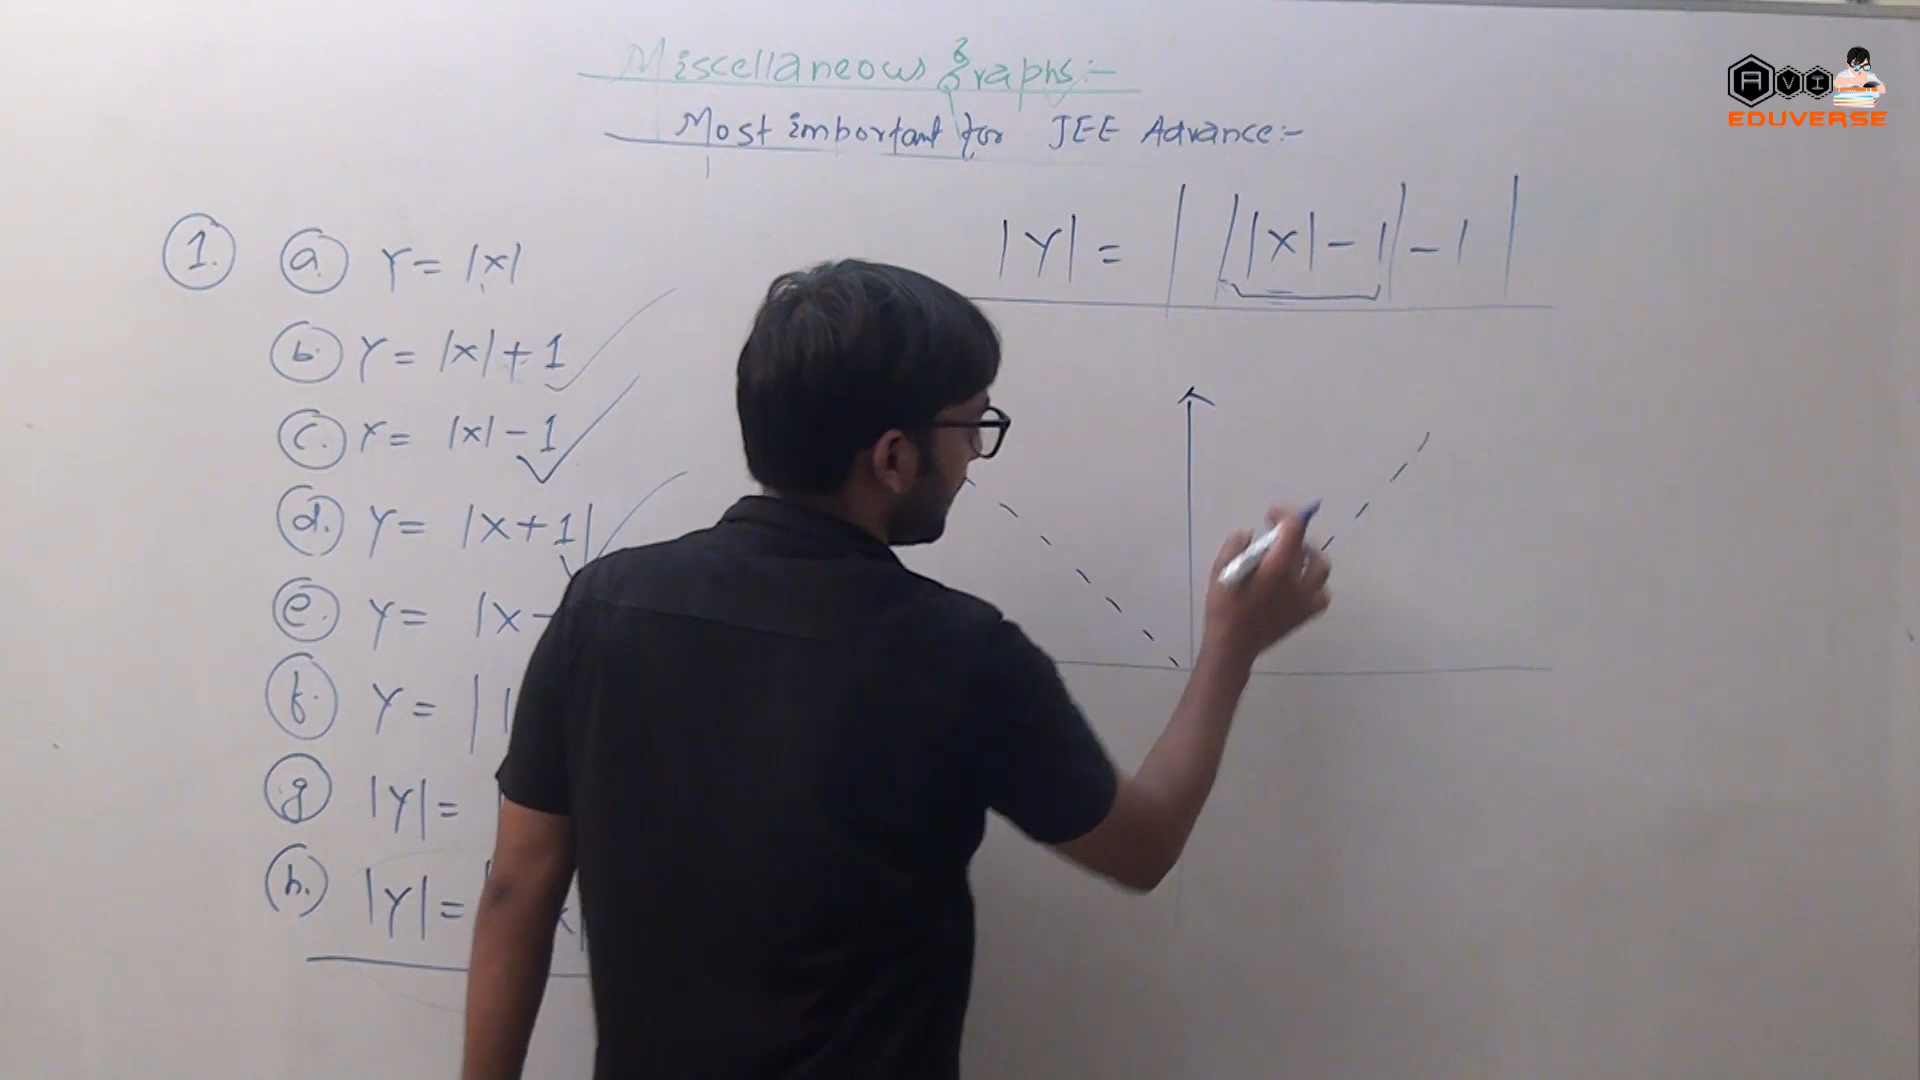 Miscellaneous Graphs:-
Most important for JEE Advance:-
AVI
EDUVERSE
|Y| = | | |x| - 1 | - 1 |
1. a. Y = |x|
b. Y = |x| + 1
c. Y = |x| - 1
d. Y = |x + 1|
e. Y = |x -
f. Y = | |
g. |Y| = |
h. |Y| =